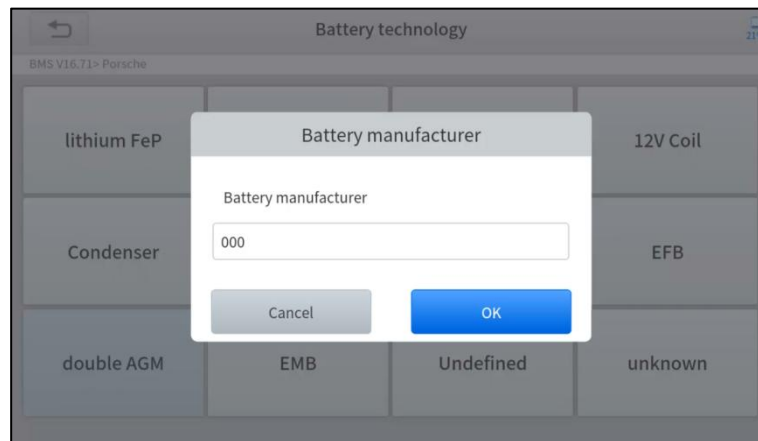 Battery technology
BMS V16.71> Porsche
lithium FeP
12V Coil
Battery manufacturer
Battery manufacturer
000
Condenser
EFB
Cancel
OK
double AGM
EMB
Undefined
unknown